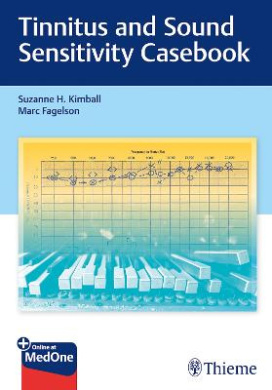 Tinnitus and Sound
Sensitivity Casebook
Suzanne H. Kimball
Marc Fagelson
+ Online at
MedOne
Thieme